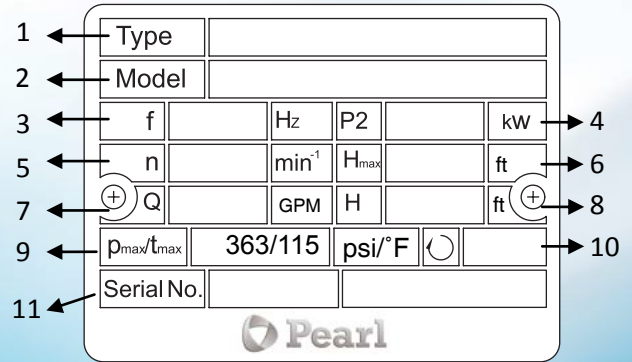 1 Type
2 Model
3 f Hz P2 kW 4
5 n min⁻¹ Hmax ft 6
7 Q GPM H ft 8
9 pmax/tmax 363/115 psi/˚F 10
11 Serial No.
Pearl